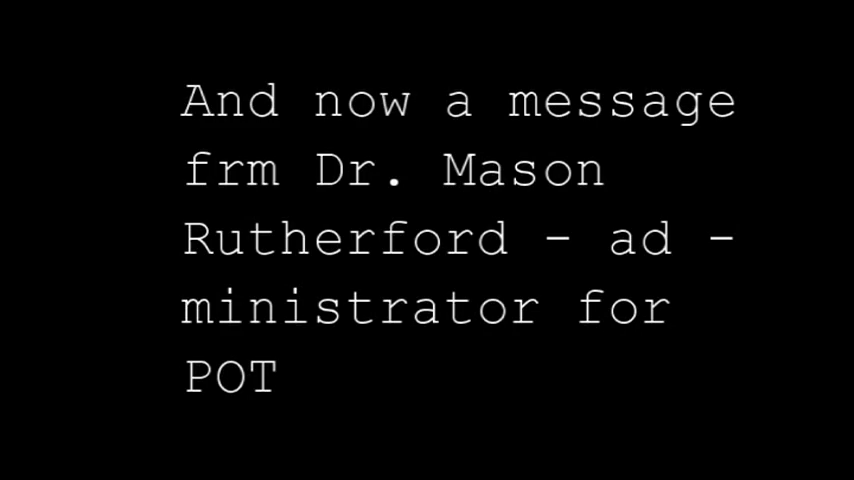 And now a message
frm Dr. Mason
Rutherford - ad -
ministrator for
POT